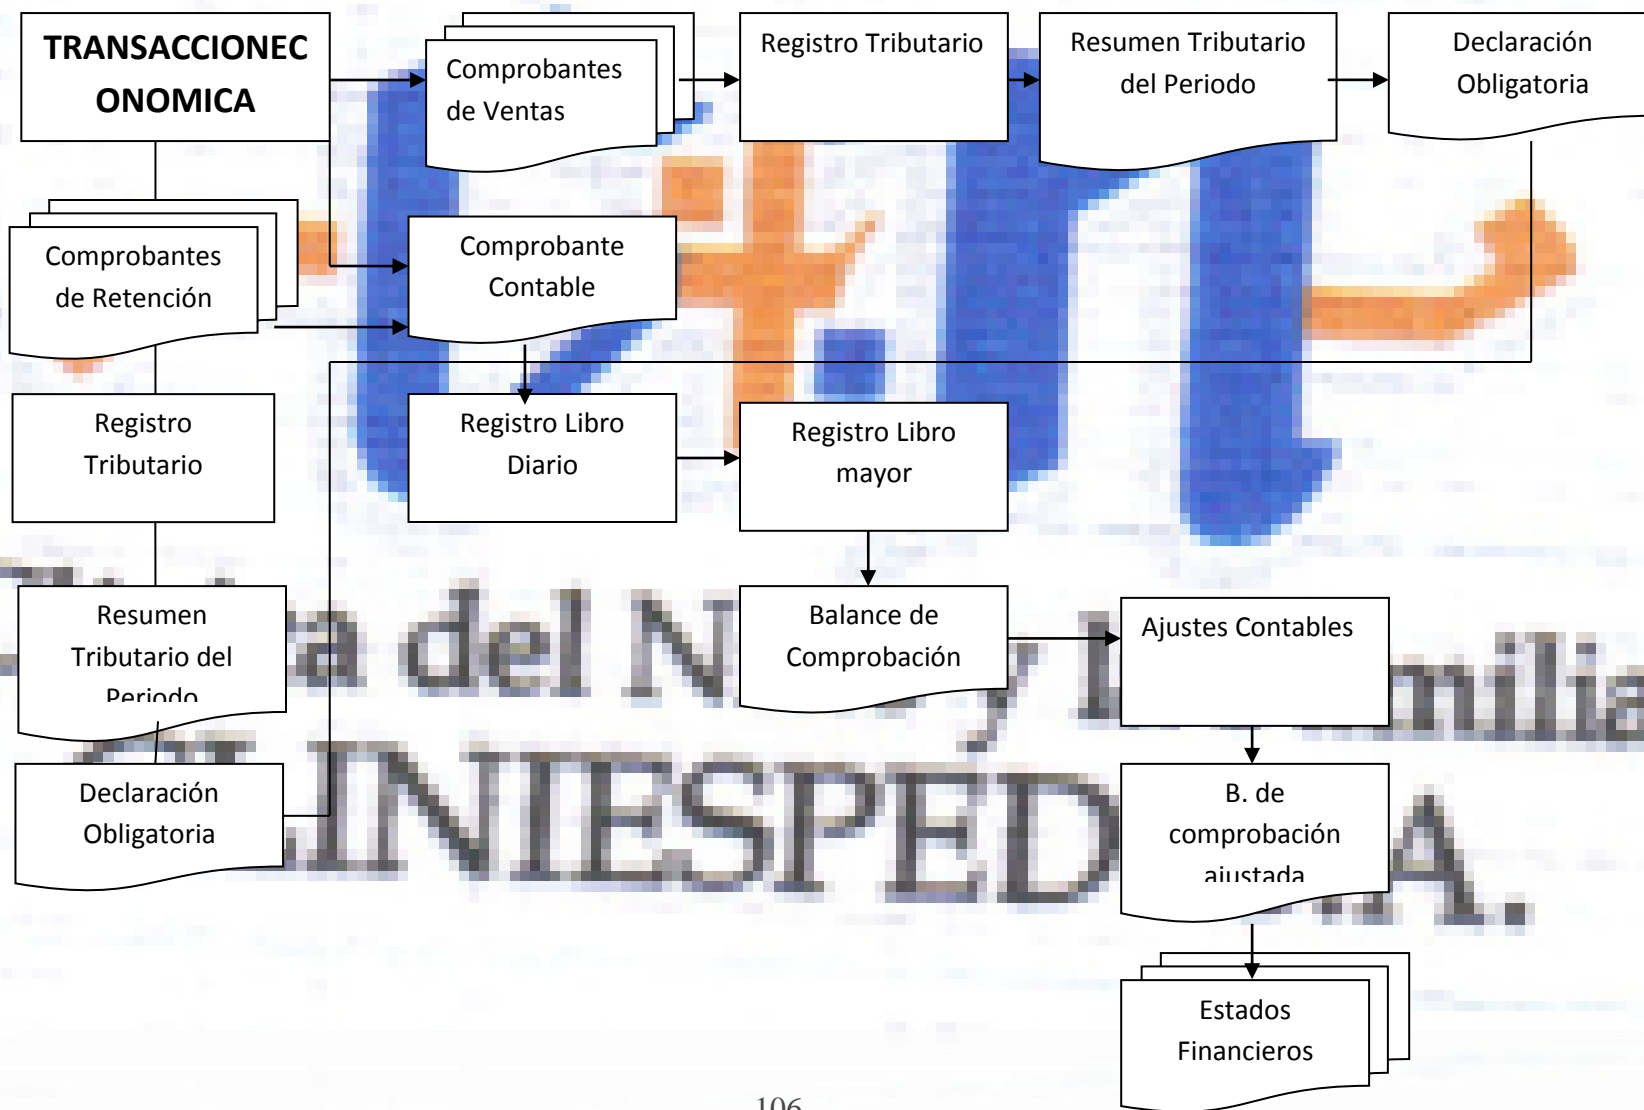 TRANSACCIONEC
ONOMICA
Comprobantes
de Ventas
Registro Tributario
Resumen Tributario
del Periodo
Declaración
Obligatoria
Comprobantes
de Retención
Comprobante
Contable
Registro
Tributario
Registro Libro
Diario
Registro Libro
mayor
Resumen
Tributario del
Periodo
Balance de
Comprobación
Ajustes Contables
Declaración
Obligatoria
B. de
comprobación
ajustada
Estados
Financieros
del
106